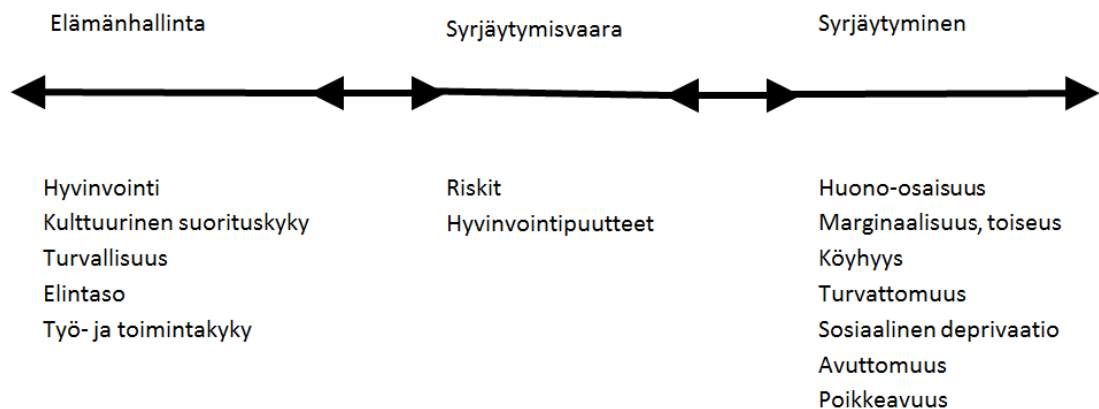 Elämänhallinta
Syrjäytymisvaara
Syrjäytyminen
Hyvinvointi
Kulttuurinen suorituskyky
Turvallisuus
Elintaso
Työ- ja toimintakyky
Riskit
Hyvinvointipuutteet
Huono-osaisuus
Marginaalisuus, toiseus
Köyhyys
Turvattomuus
Sosiaalinen deprivaatio
Avuttomuus
Poikkeavuus